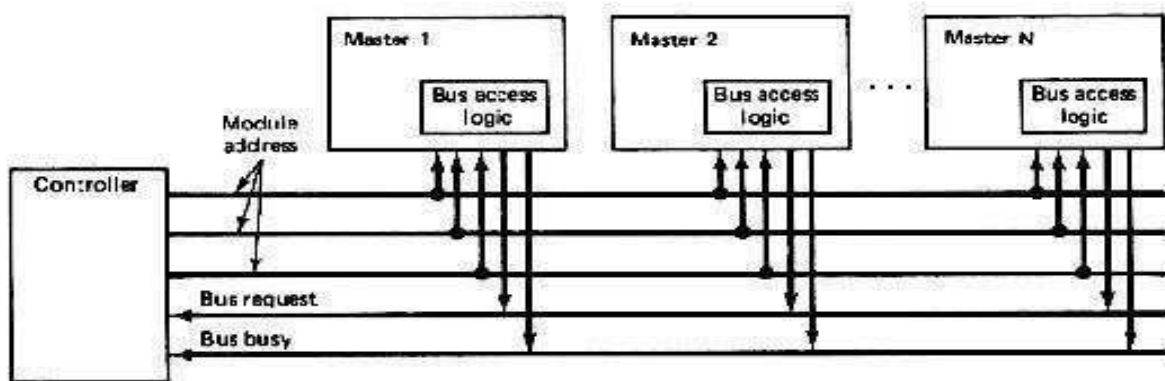 Master 1
Master 2
Master N
Bus access
logic
Bus access
logic
. . .
Bus access
logic
Module
address
Controller
Bus request
Bus busy